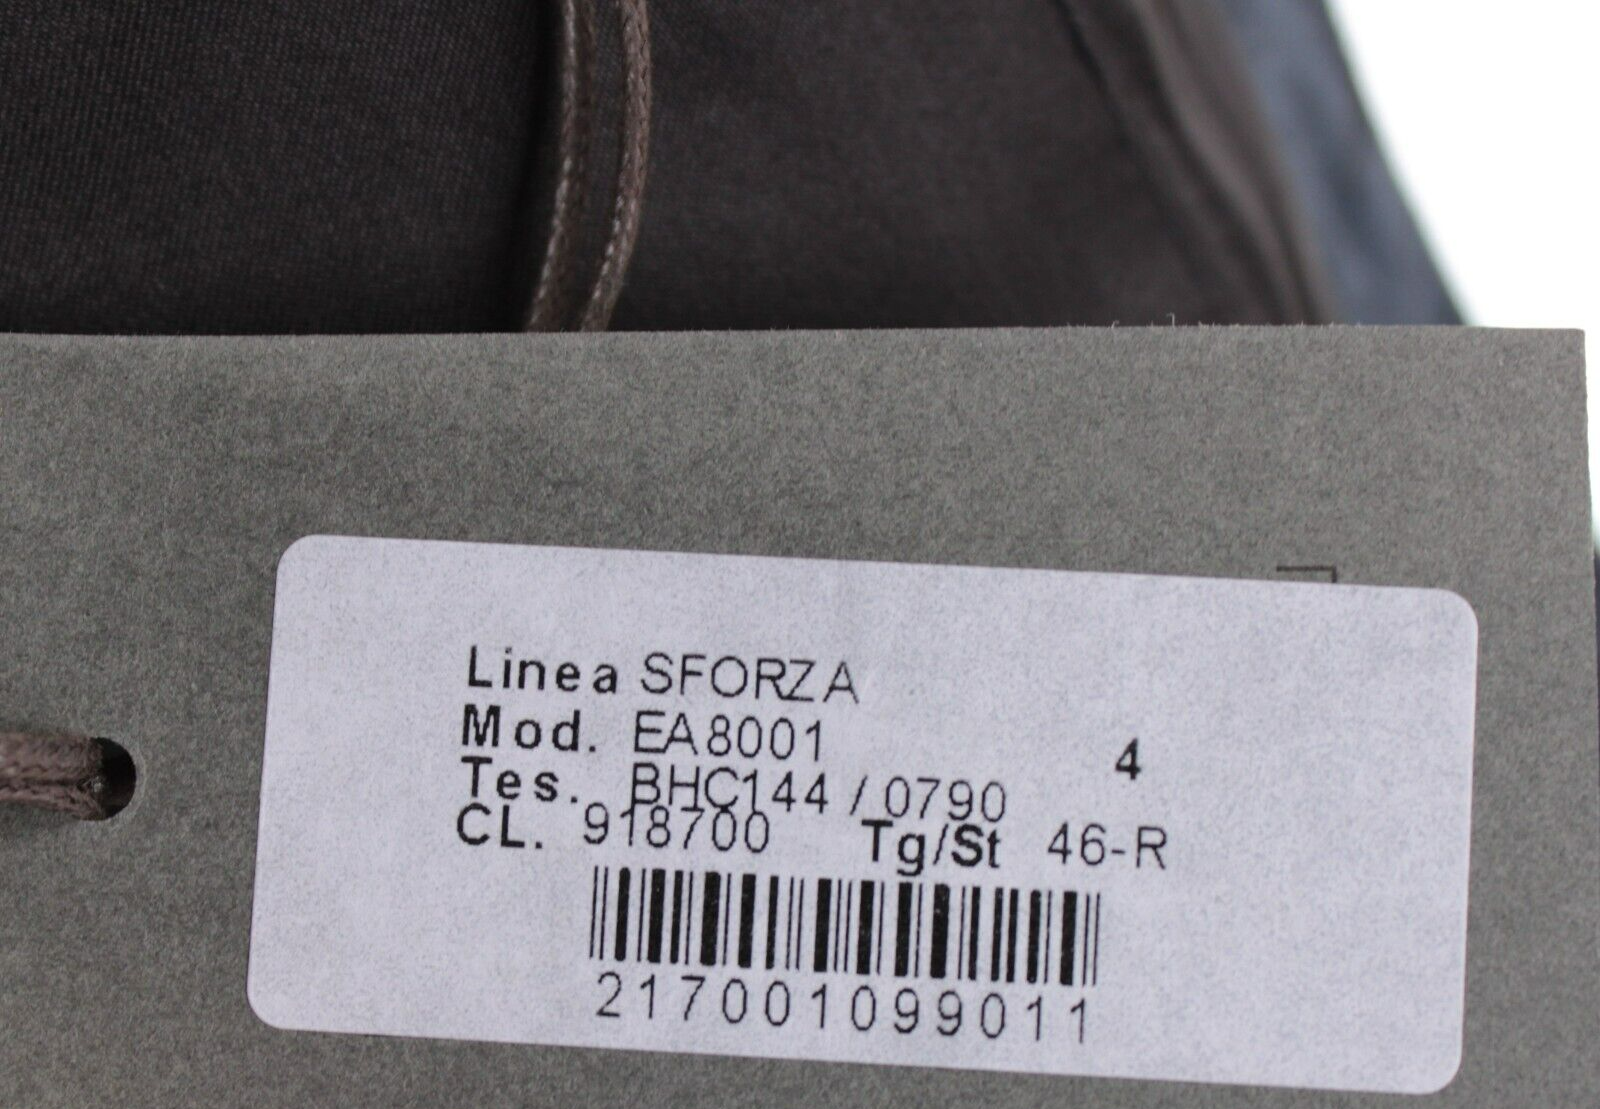 Linea SFORZA
Mod. EA8001 4
Tes. BHC144 / 0790
CL. 918700 Tg/St 46-R
217001099011